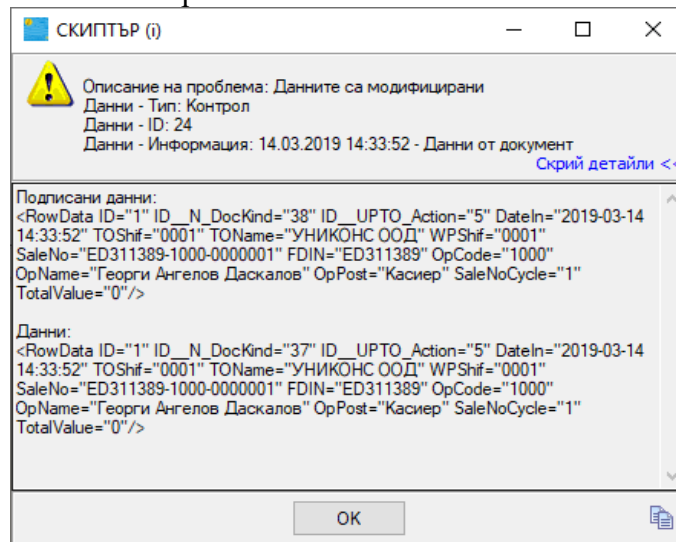 СКИПТЪР (i)
Описание на проблема: Данните са модифицирани
Данни - Тип: Контрол
Данни - ID: 24
Данни - Информация: 14.03.2019 14:33:52 - Данни от документ
Скрий детайли <<
Подписани данни:
<RowData ID="1" ID__N_DocKind="38" ID__UPTO_Action="5" DateIn="2019-03-14
14:33:52" TOShif="0001" TOName="УНИКОНС ООД" WPShif="0001"
SaleNo="ED311389-1000-0000001" FDIN="ED311389" OpCode="1000"
OpName="Георги Ангелов Даскалов" OpPost="Касиер" SaleNoCycle="1"
TotalValue="0"/>
Данни:
<RowData ID="1" ID__N_DocKind="37" ID__UPTO_Action="5" DateIn="2019-03-14
14:33:52" TOShif="0001" TOName="УНИКОНС ООД" WPShif="0001"
SaleNo="ED311389-1000-0000001" FDIN="ED311389" OpCode="1000"
OpName="Георги Ангелов Даскалов" OpPost="Касиер" SaleNoCycle="1"
TotalValue="0"/>
OK